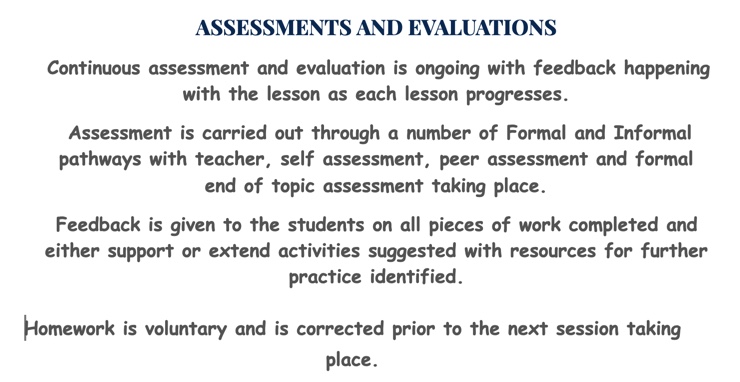 ASSESSMENTS AND EVALUATIONS
Continuous assessment and evaluation is ongoing with feedback happening
with the lesson as each lesson progresses.
Assessment is carried out through a number of Formal and Informal
pathways with teacher, self assessment, peer assessment and formal
end of topic assessment taking place.
Feedback is given to the students on all pieces of work completed and
either support or extend activities suggested with resources for further
practice identified.
Homework is voluntary and is corrected prior to the next session taking
place.